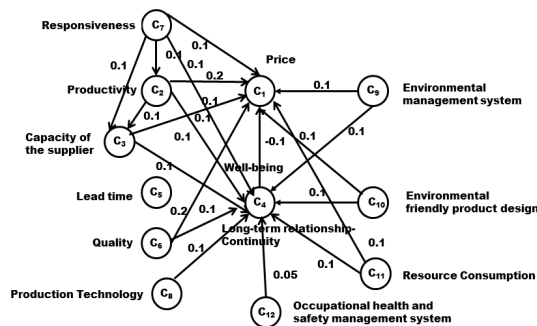 Responsiveness
C7
0.1
0.1
Price
0.1
0.1
0.1
Productivity
C2
0.2
C1
0.1
C9
Environmental
management system
0.1
0.1
0.1
Capacity of
the supplier
C3
0.1
-0.1
0.1
0.1
0.1
Well-being
Lead time
C5
C4
0.1
C10
Environmental
friendly product design
0.2
0.1
Long-term relationship-
Continuity
Quality
C6
0.1
0.1
0.1
C11
Resource Consumption
Production Technology
C8
0.05
C12
Occupational health and
safety management system